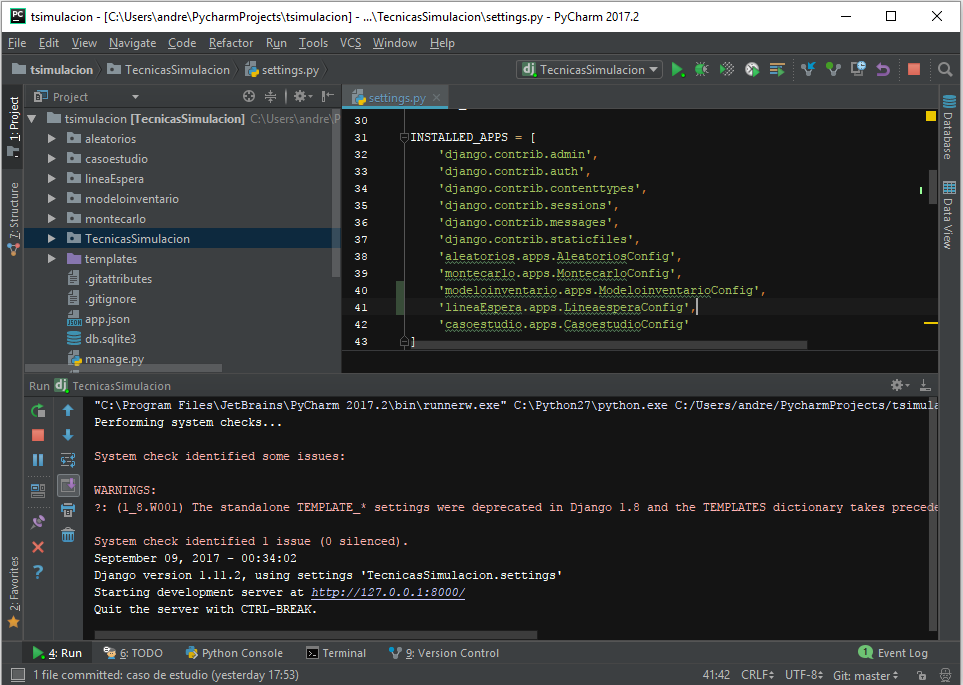 tsimulacion - [C:\Users\andre\PycharmProjects\tsimulacion] - ...\TecnicasSimulacion\settings.py - PyCharm 2017.2
File Edit View Navigate Code Refactor Run Tools VCS Window Help
tsimulacion TecnicasSimulacion settings.py TecnicasSimulacion
Project settings.py
1: Project
7: Structure
2: Favorites
tsimulacion [TecnicasSimulacion] C:\Users\andre\P
aleatorios
casoestudio
lineaEspera
modeloinventario
montecarlo
TecnicasSimulacion
templates
.gitattributes
.gitignore
app.json
db.sqlite3
manage.py
30
31 INSTALLED_APPS = [
32 'django.contrib.admin',
33 'django.contrib.auth',
34 'django.contrib.contenttypes',
35 'django.contrib.sessions',
36 'django.contrib.messages',
37 'django.contrib.staticfiles',
38 'aleatorios.apps.AleatoriosConfig',
39 'montecarlo.apps.MontecarloConfig',
40 'modeloinventario.apps.ModeloinventarioConfig',
41 'lineaEspera.apps.LineaesperaConfig',
42 'casoestudio.apps.CasoestudioConfig'
43 ]
Database
Data View
Run TecnicasSimulacion
"C:\Program Files\JetBrains\PyCharm 2017.2\bin\runnerw.exe" C:\Python27\python.exe C:/Users/andre/PycharmProjects/tsimula
Performing system checks...
System check identified some issues:
WARNINGS:
?: (1_8.W001) The standalone TEMPLATE_* settings were deprecated in Django 1.8 and the TEMPLATES dictionary takes precede
System check identified 1 issue (0 silenced).
September 09, 2017 - 00:34:02
Django version 1.11.2, using settings 'TecnicasSimulacion.settings'
Starting development server at http://127.0.0.1:8000/
Quit the server with CTRL-BREAK.
4: Run 6: TODO Python Console Terminal 9: Version Control 1 Event Log
1 file committed: caso de estudio (yesterday 17:53) 41:42 CRLF UTF-8 Git: master